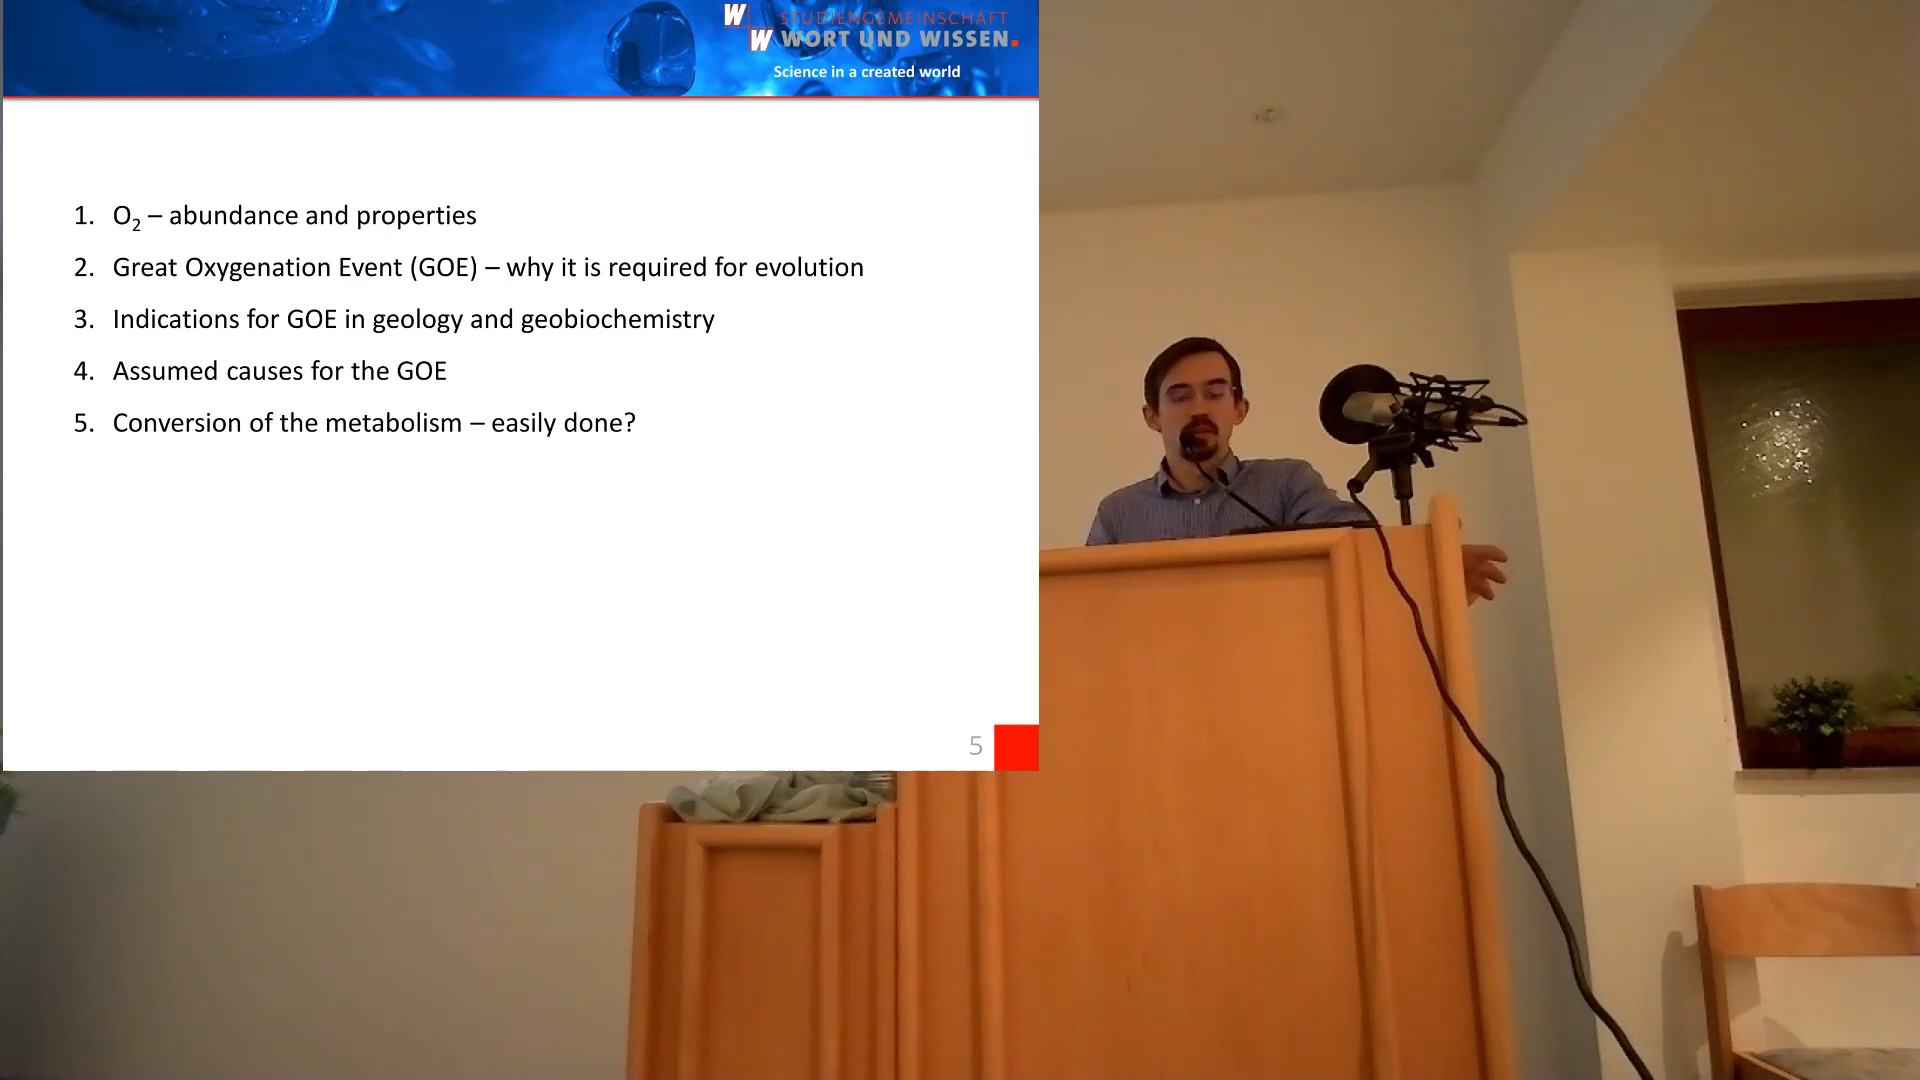 W STUDIENGEMEINSCHAFT
W WORT UND WISSEN.
Science in a created world
1. O₂ – abundance and properties
2. Great Oxygenation Event (GOE) – why it is required for evolution
3. Indications for GOE in geology and geobiochemistry
4. Assumed causes for the GOE
5. Conversion of the metabolism – easily done?
5